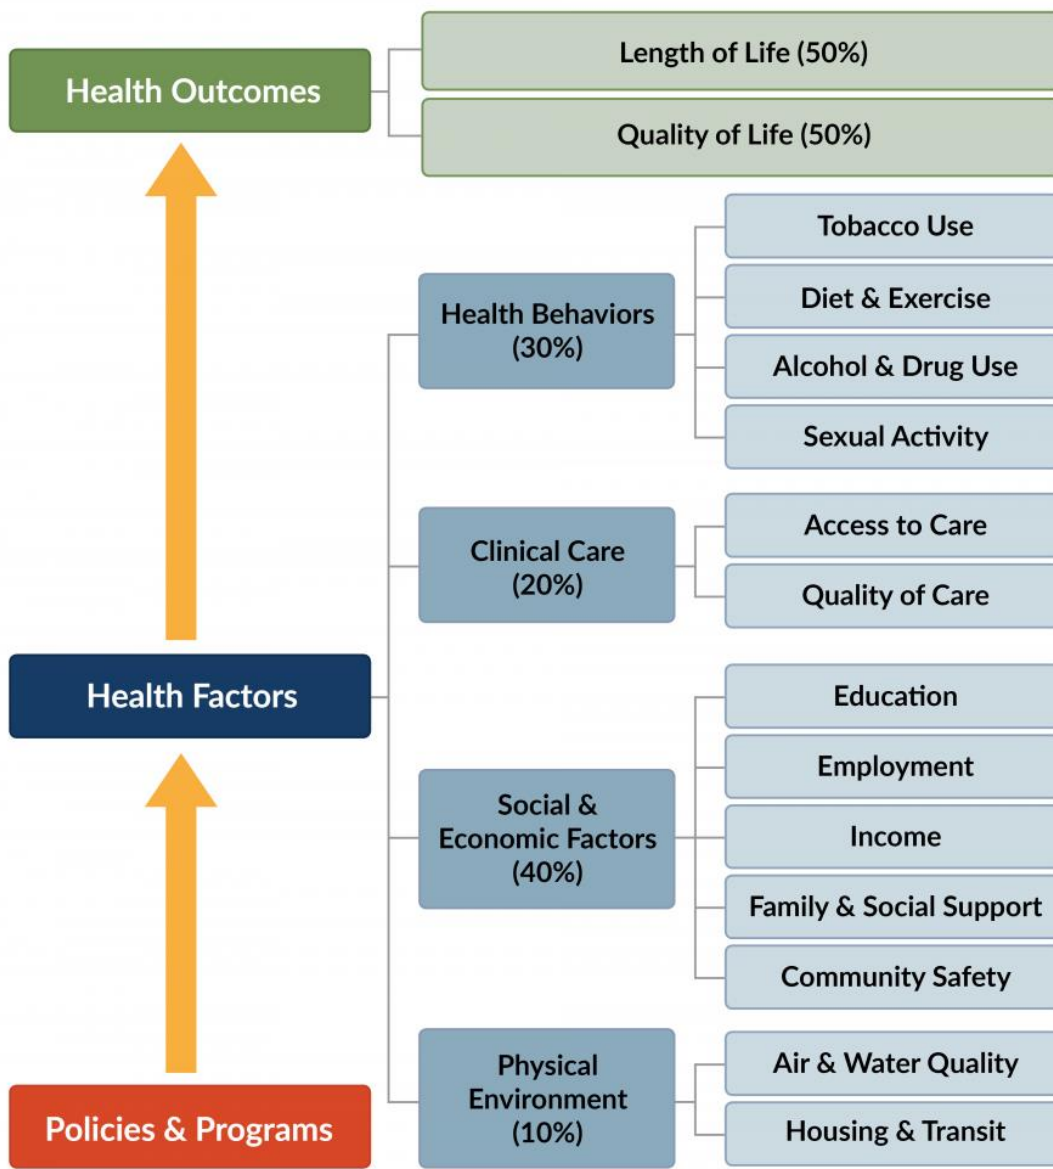 Health Outcomes
Length of Life (50%)
Quality of Life (50%)
Health Factors
Health Behaviors
(30%)
Tobacco Use
Diet & Exercise
Alcohol & Drug Use
Sexual Activity
Clinical Care
(20%)
Access to Care
Quality of Care
Social &
Economic Factors
(40%)
Education
Employment
Income
Family & Social Support
Community Safety
Physical
Environment
(10%)
Air & Water Quality
Housing & Transit
Policies & Programs